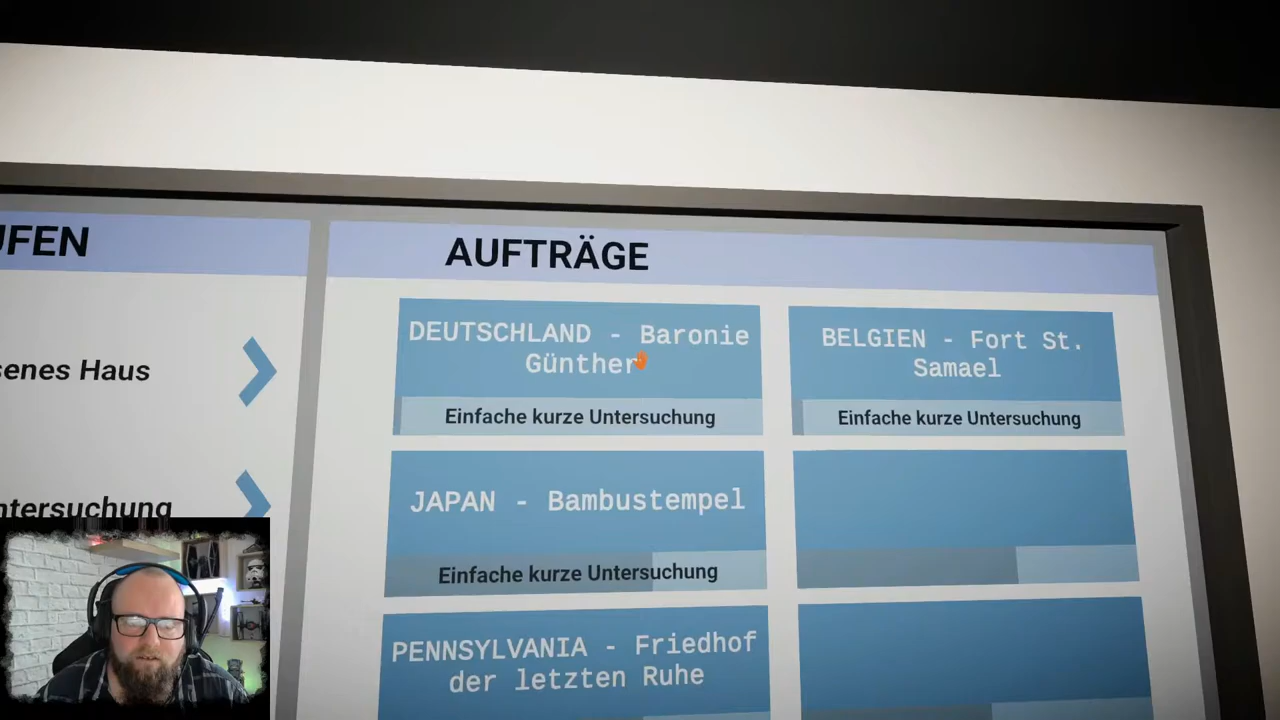 UFEN
senes Haus
ntersuchung
AUFTRÄGE
DEUTSCHLAND - Baronie
Günther
Einfache kurze Untersuchung
BELGIEN - Fort St.
Samael
Einfache kurze Untersuchung
JAPAN - Bambustempel
Einfache kurze Untersuchung
PENNSYLVANIA - Friedhof
der letzten Ruhe